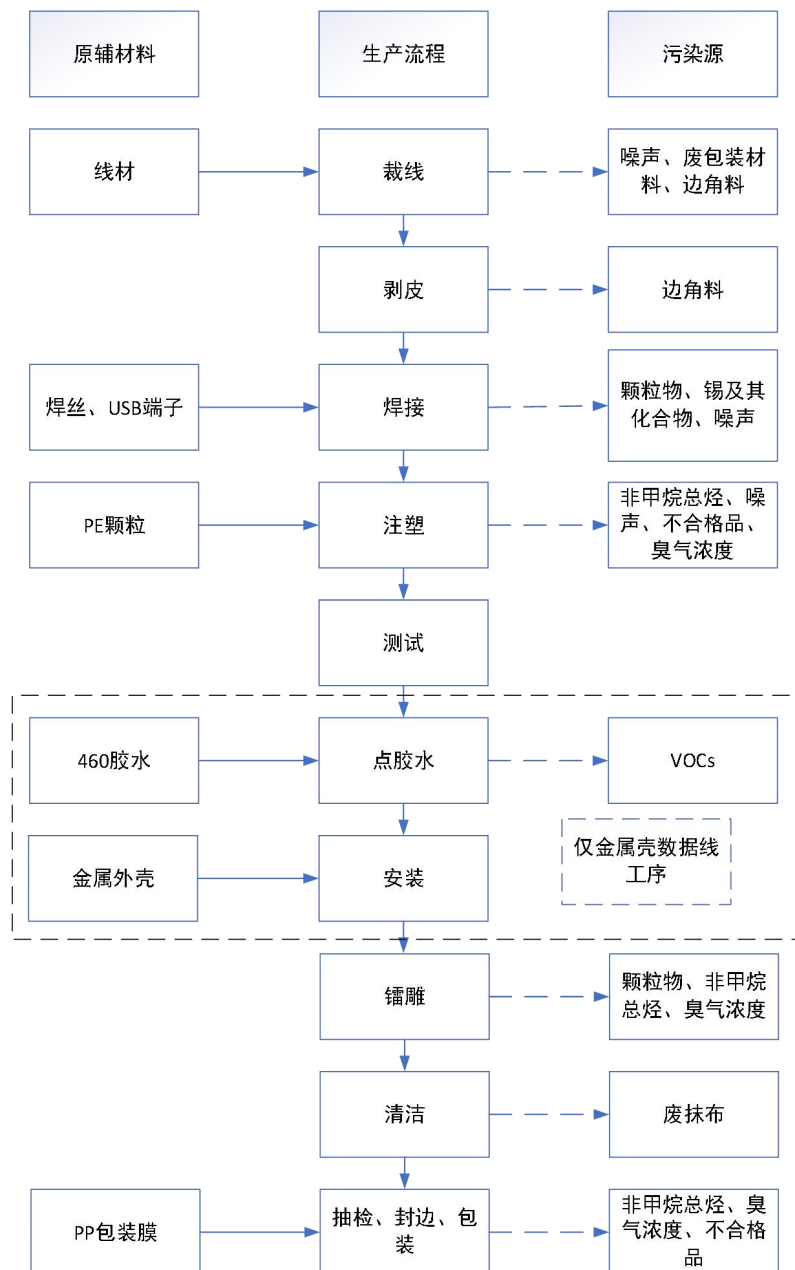 原辅材料
生产流程
污染源
线材
裁线
噪声、废包装材
料、边角料
剥皮
边角料
焊丝、USB端子
焊接
颗粒物、锡及其
化合物、噪声
PE颗粒
注塑
非甲烷总烃、噪
声、不合格品、
臭气浓度
测试
460胶水
点胶水
VOCs
金属外壳
安装
仅金属壳数据线
工序
镭雕
颗粒物、非甲烷
总烃、臭气浓度
清洁
废抹布
PP包装膜
抽检、封边、包
装
非甲烷总烃、臭
气浓度、不合格
品